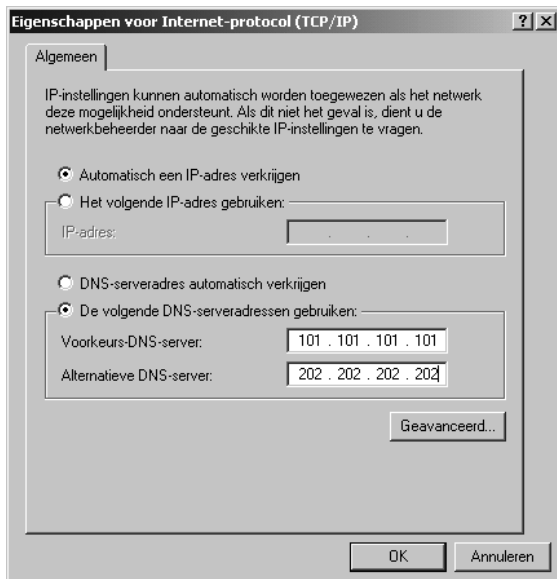 Eigenschappen voor Internet-protocol (TCP/IP)
Algemeen
IP-instellingen kunnen automatisch worden toegewezen als het netwerk
deze mogelijkheid ondersteunt. Als dit niet het geval is, dient u de
netwerkbeheerder naar de geschikte IP-instellingen te vragen.
Automatisch een IP-adres verkrijgen
Het volgende IP-adres gebruiken:
IP-adres: . . .
DNS-serveradres automatisch verkrijgen
De volgende DNS-serveradressen gebruiken:
Voorkeurs-DNS-server: 101 . 101 . 101 . 101
Alternatieve DNS-server: 202 . 202 . 202 . 202
Geavanceerd...
OK Annuleren